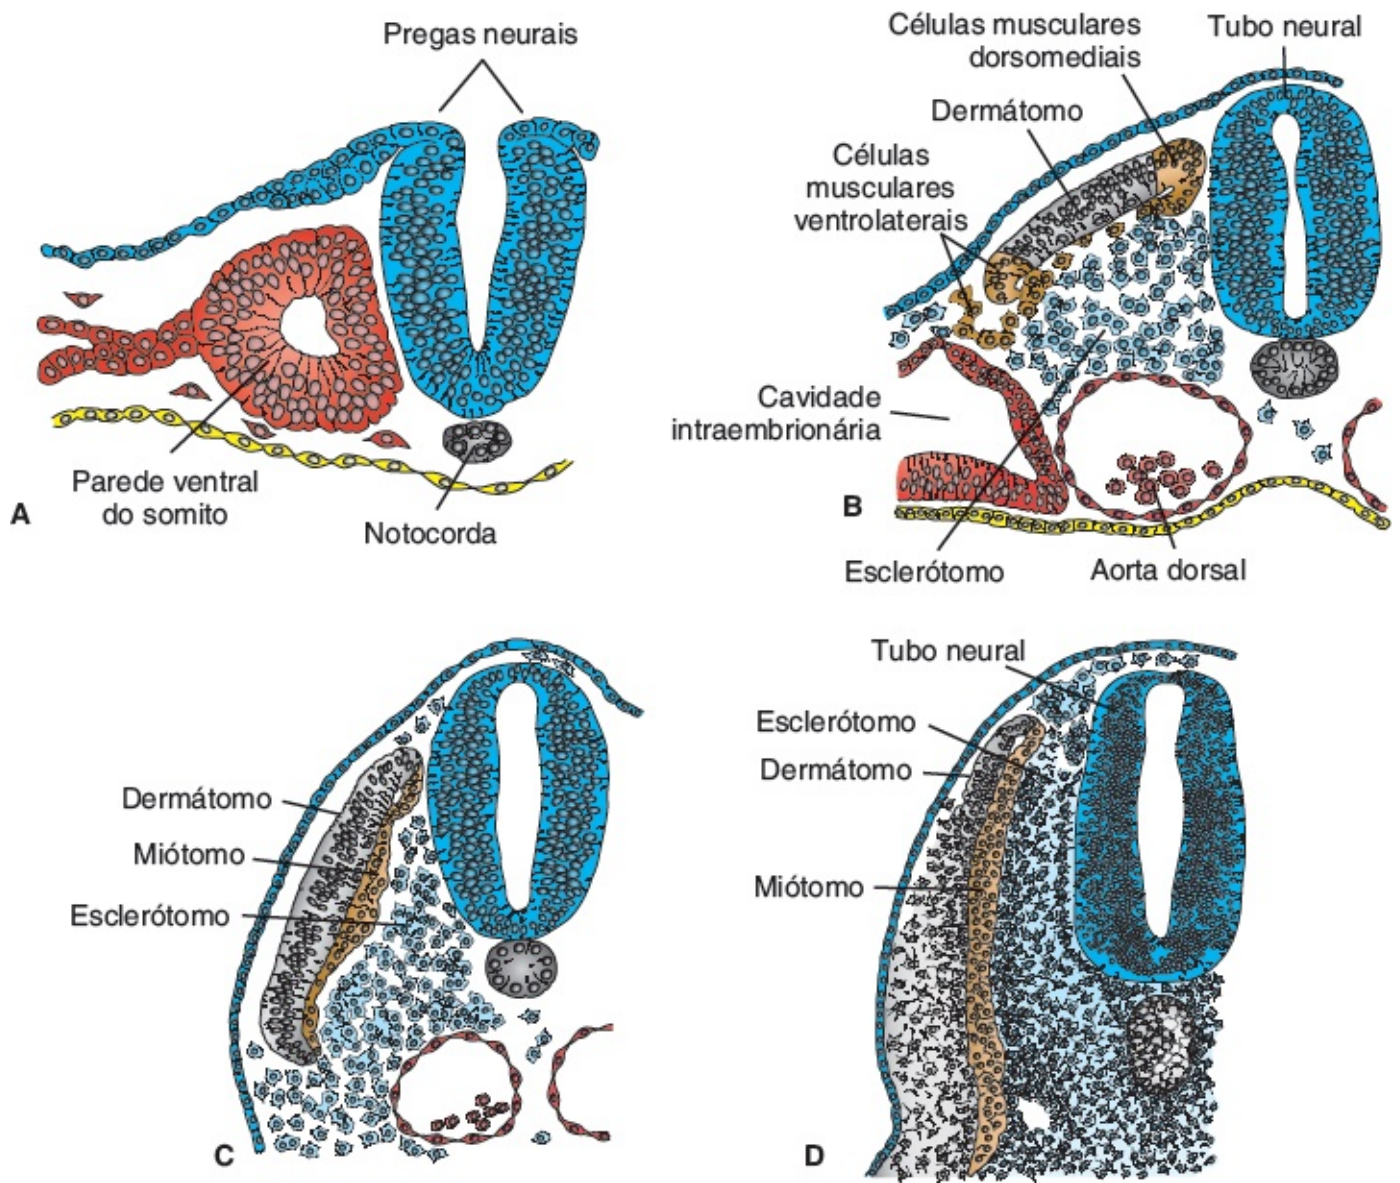 Pregas neurais
Parede ventral
do somito
Notocorda
A
Células musculares
dorsomediais
Tubo neural
Dermátomo
Células
musculares
ventrolaterais
Cavidade
intraembrionária
Esclerótomo
Aorta dorsal
B
Dermátomo
Miótomo
Esclerótomo
C
Tubo neural
Esclerótomo
Dermátomo
Miótomo
D